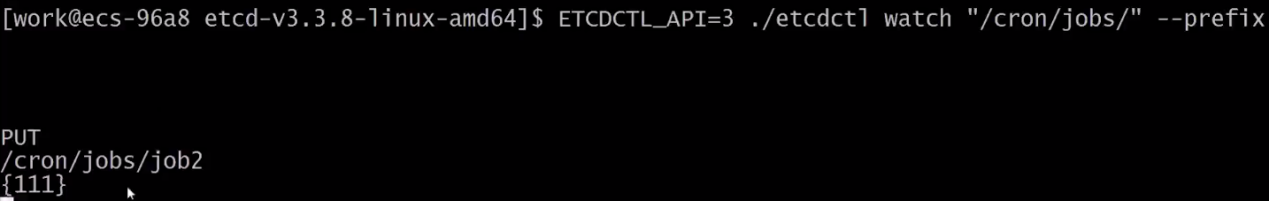 [work@ecs-96a8 etcd-v3.3.8-linux-amd64]$ ETCDCTL_API=3 ./etcdctl watch "/cron/jobs/" --prefix
PUT
/cron/jobs/job2
{111}